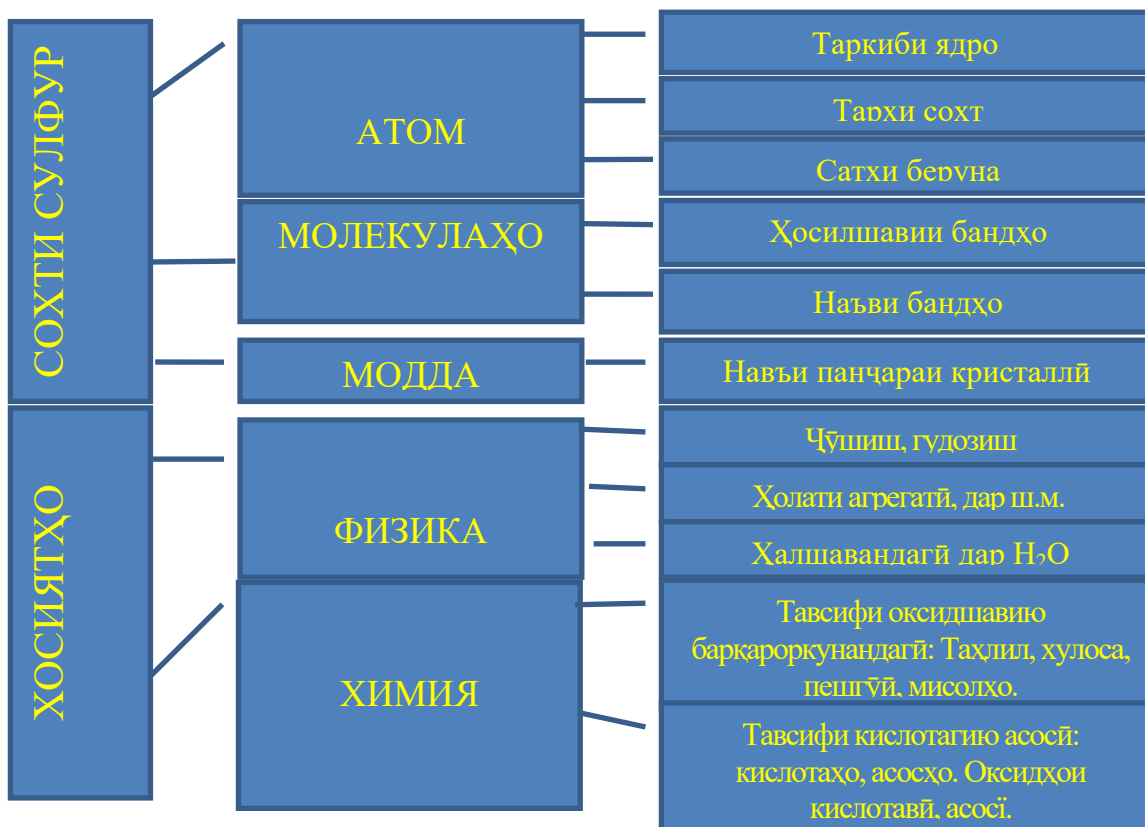 СОХТИ СУЛФУР
АТОМ
Таркиби ядро
Тарҳи сохт
Сатҳи беруна
МОЛЕКУЛАҲО
Ҳосилшавии бандҳо
Наъви бандҳо
МОДДА
Навъи панҷараи кристаллӣ
ХОСИЯТҲО
ФИЗИКА
Ҷӯшиш, гудозиш
Ҳолати агрегатӣ, дар ш.м.
Ҳалшавандагӣ дар H₂O
ХИМИЯ
Тавсифи оксидшавию
барқароркунандагӣ: Таҳлил, хулоса,
пешгӯӣ, мисолҳо.
Тавсифи кислотагию асосӣ:
кислотаҳо, асосҳо. Оксидҳои
кислотавӣ, асосї.